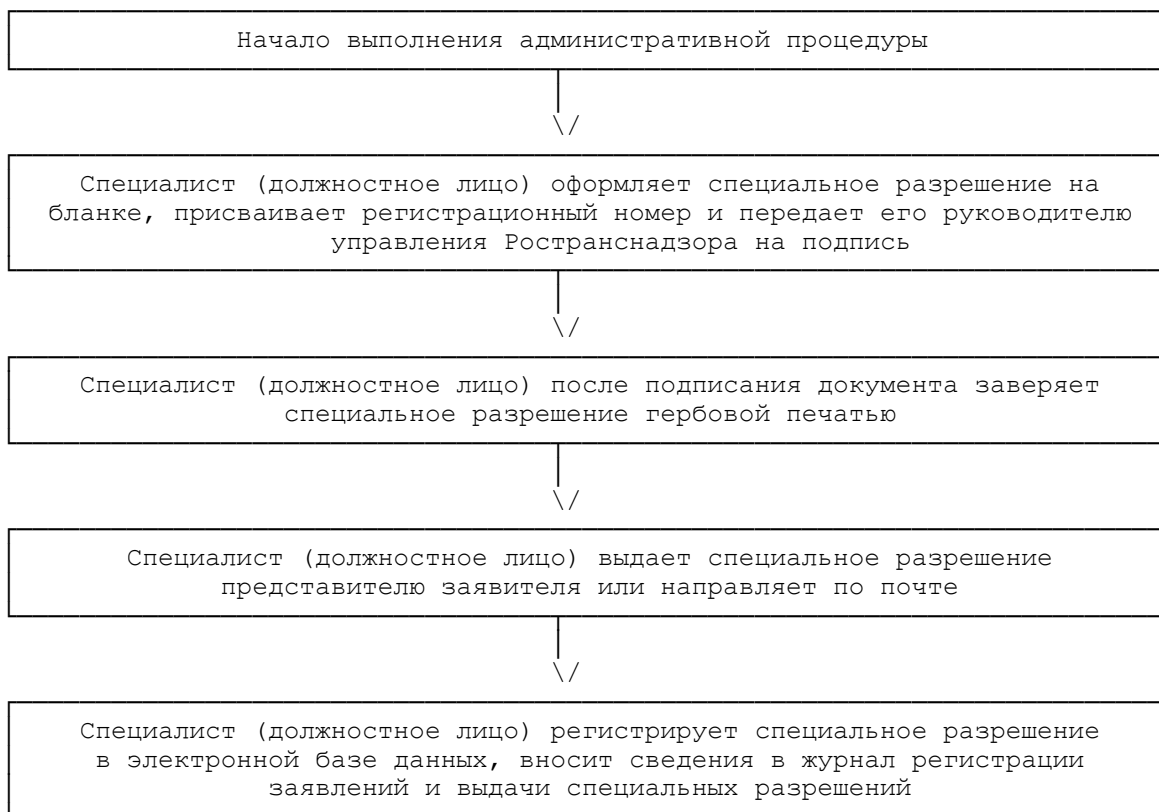 Начало выполнения административной процедуры
Специалист (должностное лицо) оформляет специальное разрешение на
бланке, присваивает регистрационный номер и передает его руководителю
управления Ространснадзора на подпись
Специалист (должностное лицо) после подписания документа заверяет
специальное разрешение гербовой печатью
Специалист (должностное лицо) выдает специальное разрешение
представителю заявителя или направляет по почте
Специалист (должностное лицо) регистрирует специальное разрешение
в электронной базе данных, вносит сведения в журнал регистрации
заявлений и выдачи специальных разрешений